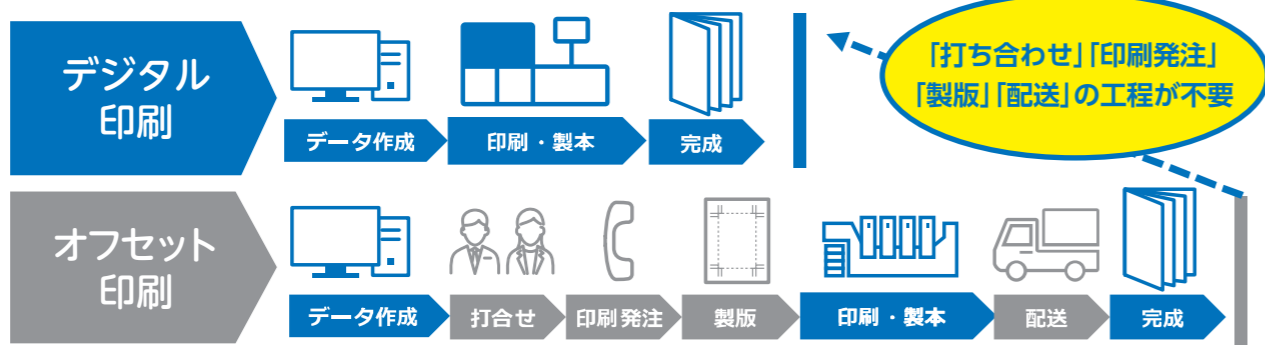 デジタル
印刷
データ作成
印刷・製本
完成
「打ち合わせ」「印刷発注」
「製版」「配送」の工程が不要
オフセット
印刷
データ作成
打合せ
印刷発注
製版
印刷・製本
配送
完成